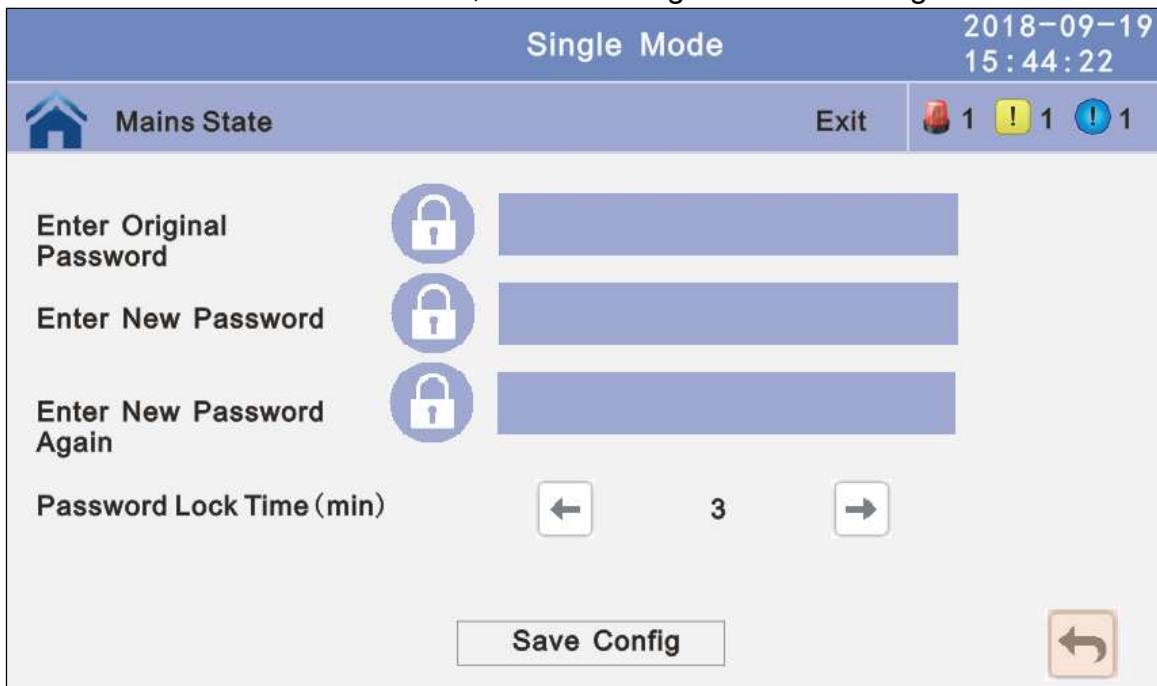 Single Mode
2018-09-19
15:44:22
Mains State
Exit
1
! 1
! 1
Enter Original
Password
Enter New Password
Enter New Password
Again
Password Lock Time (min)
3
Save Config